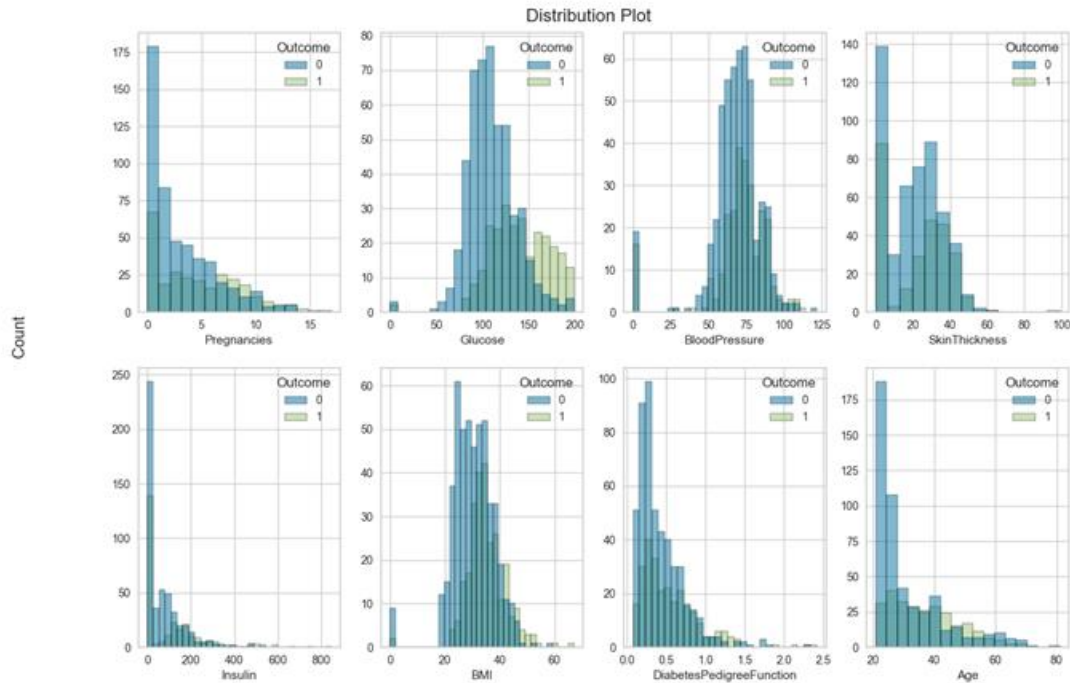 Distribution Plot
Count
Outcome
0
1
175
150
125
100
75
50
25
0
0 5 10 15
Pregnancies
Outcome
0
1
80
70
60
50
40
30
20
10
0
0 50 100 150 200
Glucose
Outcome
0
1
60
50
40
30
20
10
0
0 25 50 75 100 125
BloodPressure
Outcome
0
1
140
120
100
80
60
40
20
0
0 20 40 60 80 100
SkinThickness
Outcome
0
1
250
200
150
100
50
0
0 200 400 600 800
Insulin
Outcome
0
1
60
50
40
30
20
10
0
0 20 40 60
BMI
Outcome
0
1
100
80
60
40
20
0
0.0 0.5 1.0 1.5 2.0 2.5
DiabetesPedigreeFunction
Outcome
0
1
175
150
125
100
75
50
25
0
20 40 60 80
Age